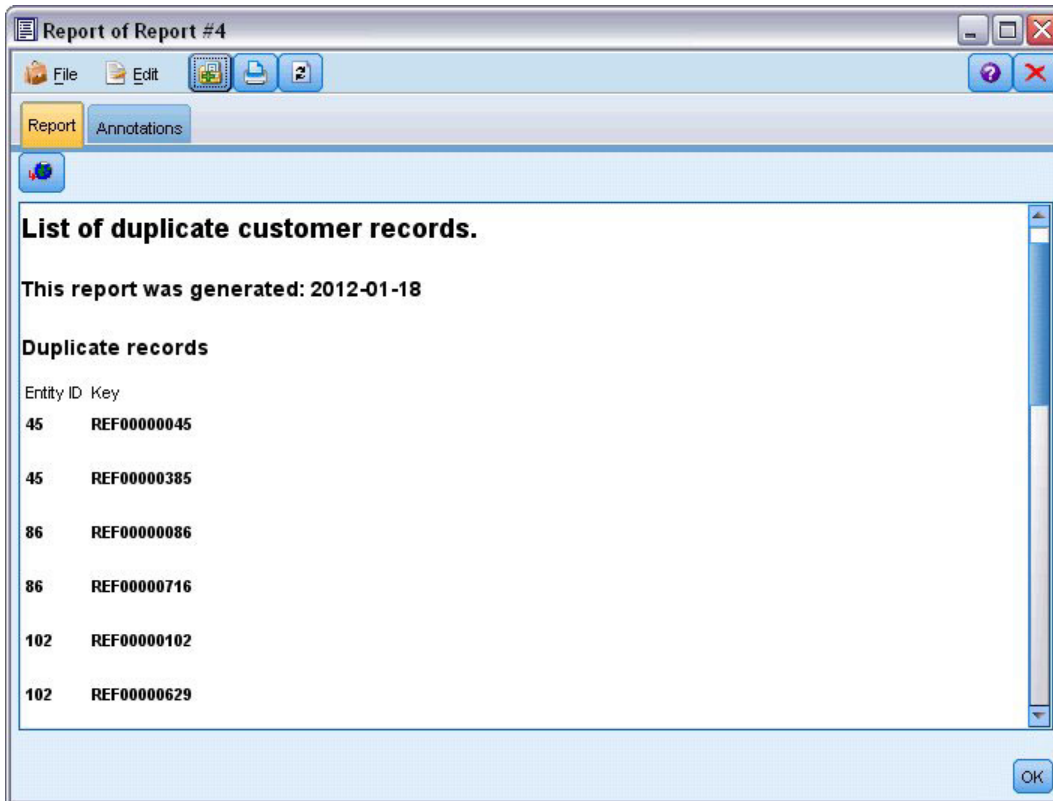 Report of Report #4
File Edit
Report Annotations
List of duplicate customer records.
This report was generated: 2012-01-18
Duplicate records
Entity ID Key
45 REF00000045
45 REF00000385
86 REF00000086
86 REF00000716
102 REF00000102
102 REF00000629
OK